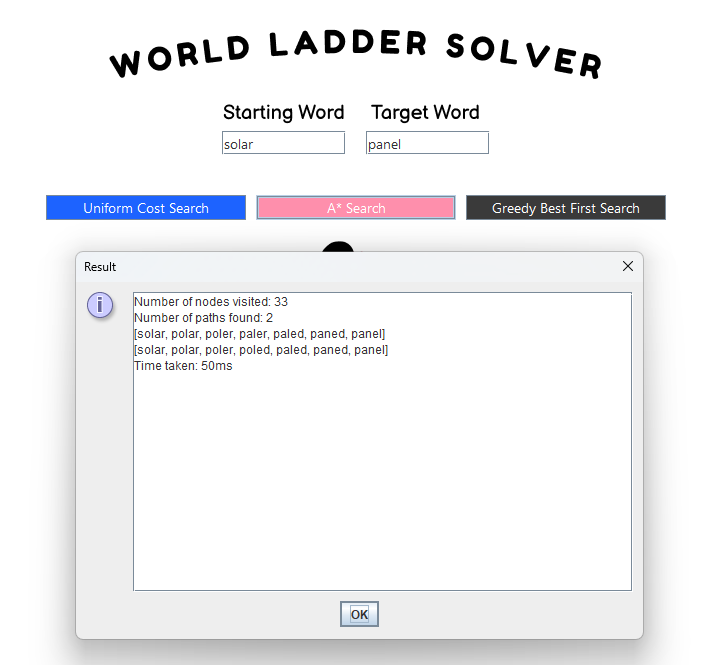 WORLD LADDER SOLVER
Starting Word Target Word
solar panel
Uniform Cost Search A* Search Greedy Best First Search
Result
Number of nodes visited: 33
Number of paths found: 2
[solar, polar, poler, paler, paled, paned, panel]
[solar, polar, poler, poled, paled, paned, panel]
Time taken: 50ms
OK